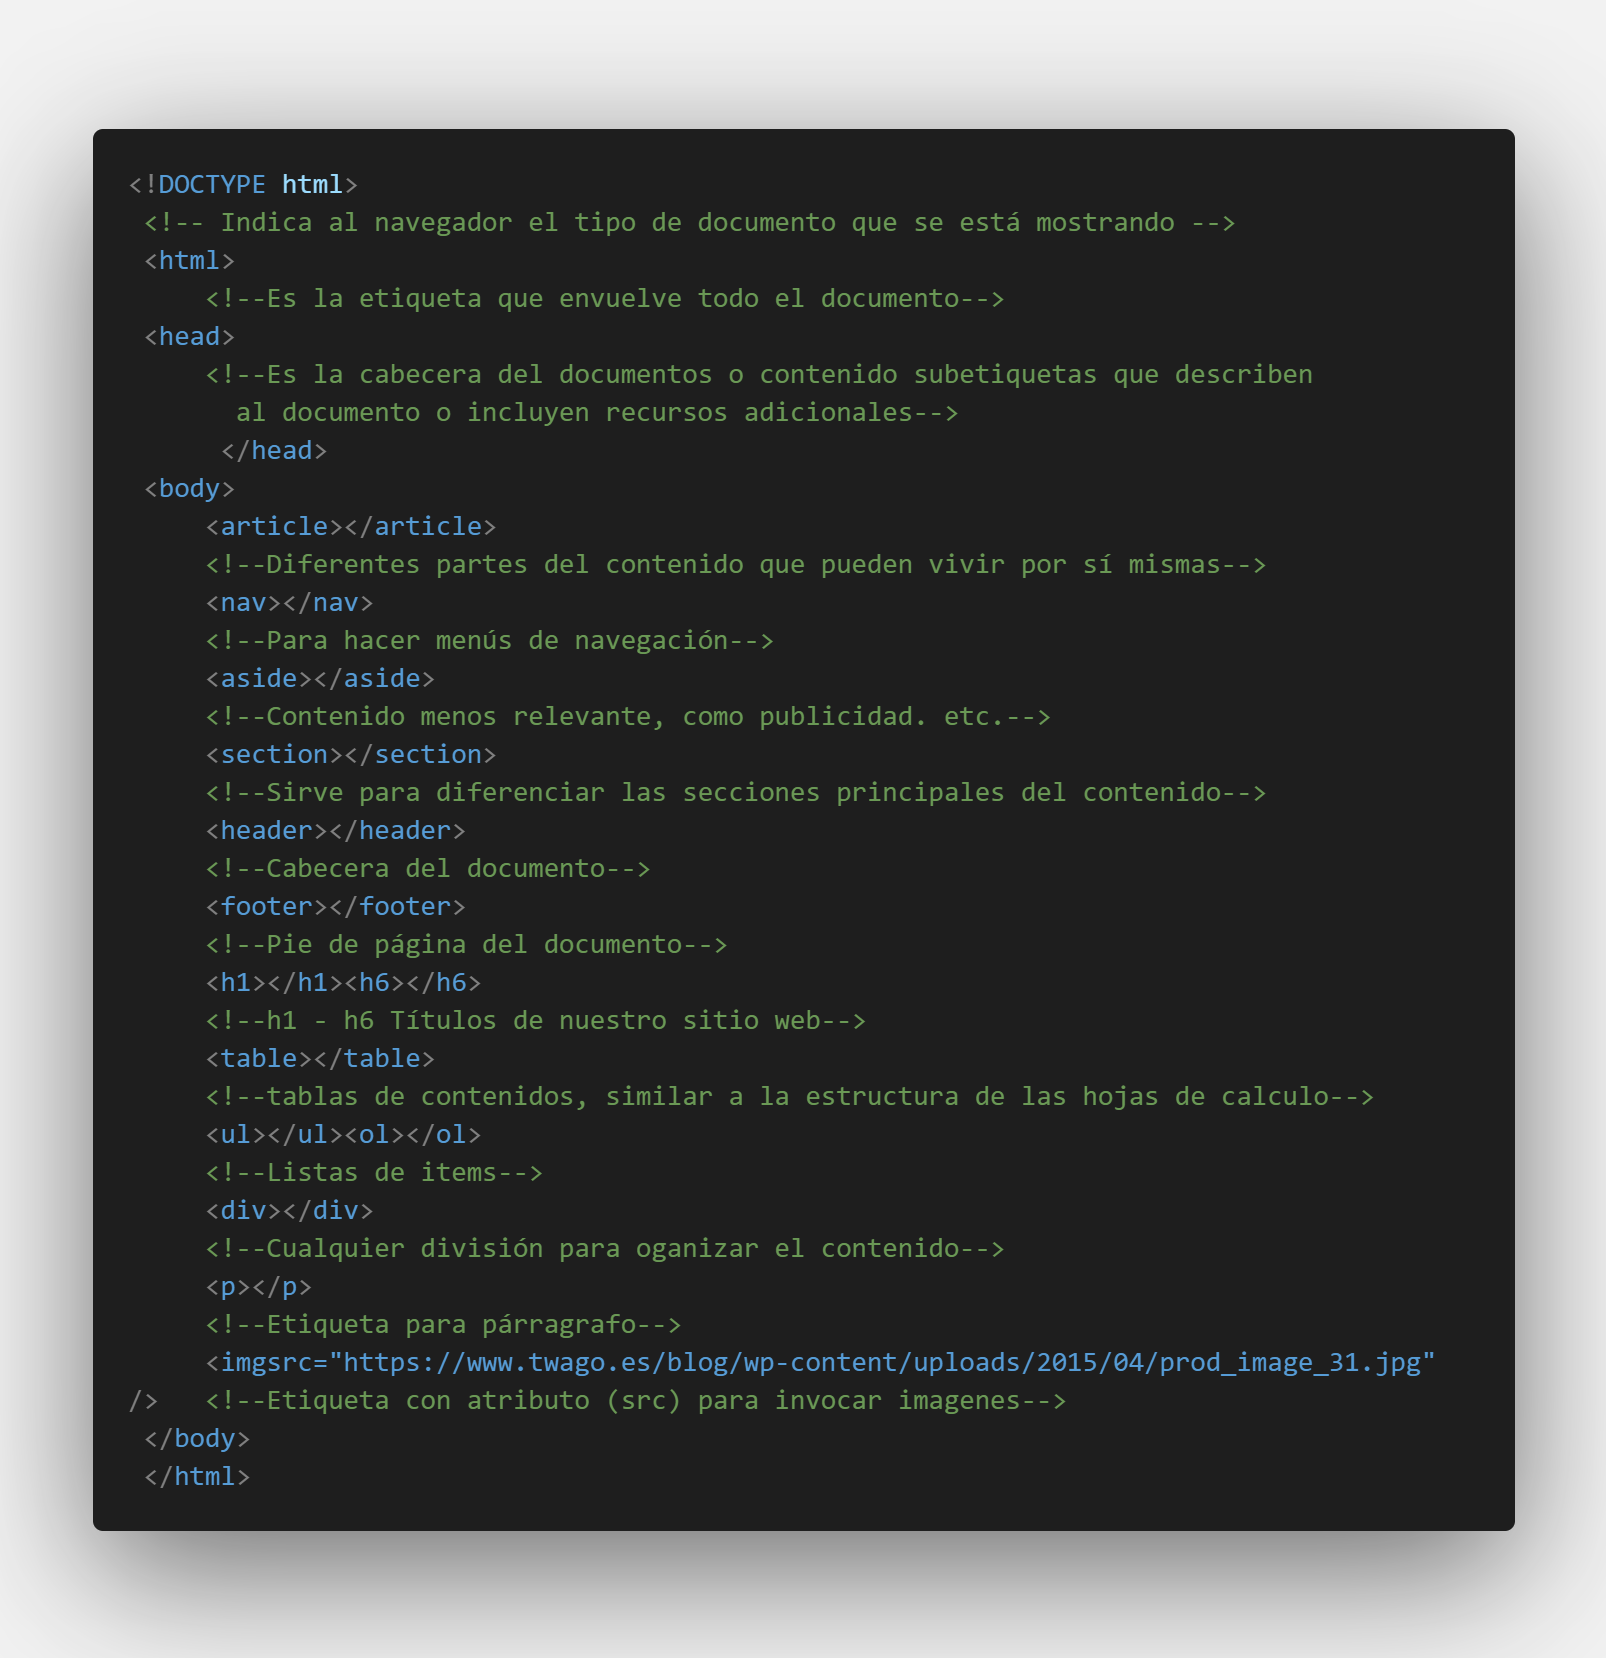 <!DOCTYPE html>
<!-- Indica al navegador el tipo de documento que se está mostrando -->
<html>
<!--Es la etiqueta que envuelve todo el documento-->
<head>
<!--Es la cabecera del documentos o contenido subetiquetas que describen
al documento o incluyen recursos adicionales-->
</head>
<body>
<article></article>
<!--Diferentes partes del contenido que pueden vivir por sí mismas-->
<nav></nav>
<!--Para hacer menús de navegación-->
<aside></aside>
<!--Contenido menos relevante, como publicidad. etc.-->
<section></section>
<!--Sirve para diferenciar las secciones principales del contenido-->
<header></header>
<!--Cabecera del documento-->
<footer></footer>
<!--Pie de página del documento-->
<h1></h1><h6></h6>
<!--h1 - h6 Títulos de nuestro sitio web-->
<table></table>
<!--tablas de contenidos, similar a la estructura de las hojas de calculo-->
<ul></ul><ol></ol>
<!--Listas de items-->
<div></div>
<!--Cualquier división para oganizar el contenido-->
<p></p>
<!--Etiqueta para párragrafo-->
<imgsrc="https://www.twago.es/blog/wp-content/uploads/2015/04/prod_image_31.jpg"
/>   <!--Etiqueta con atributo (src) para invocar imagenes-->
</body>
</html>